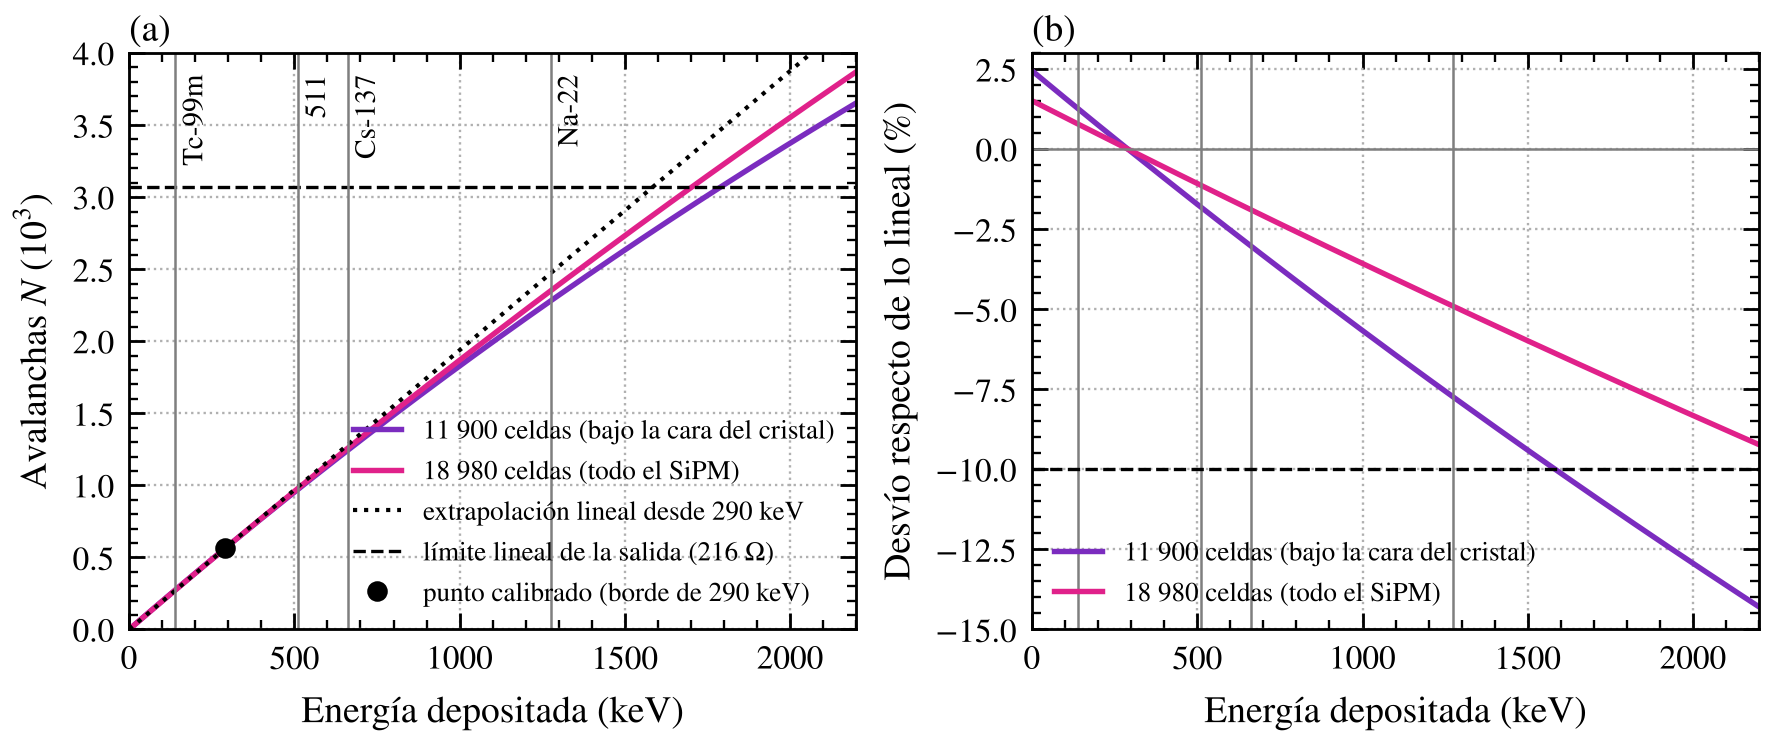 (a)
4.0
3.5
3.0
2.5
2.0
1.5
1.0
0.5
0.0
Avalanchas N (10³)
Tc-99m
511
Cs-137
Na-22
11 900 celdas (bajo la cara del cristal)
18 980 celdas (todo el SiPM)
extrapolación lineal desde 290 keV
límite lineal de la salida (216 Ω)
punto calibrado (borde de 290 keV)
0 500 1000 1500 2000
Energía depositada (keV)
(b)
2.5
0.0
−2.5
−5.0
−7.5
−10.0
−12.5
−15.0
Desvío respecto de lo lineal (%)
11 900 celdas (bajo la cara del cristal)
18 980 celdas (todo el SiPM)
0 500 1000 1500 2000
Energía depositada (keV)